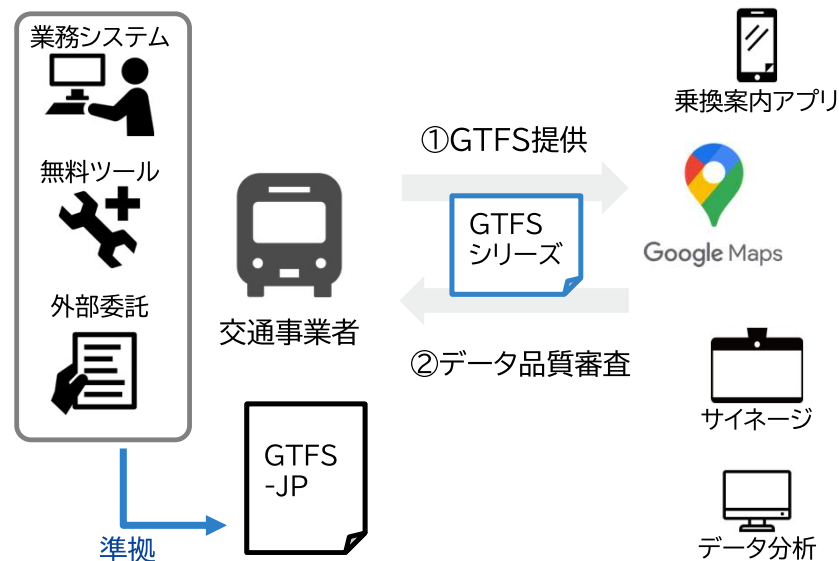 業務システム
無料ツール
外部委託
準拠
交通事業者
GTFS
-JP
①GTFS提供
GTFS
シリーズ
②データ品質審査
乗換案内アプリ
Google Maps
サイネージ
データ分析